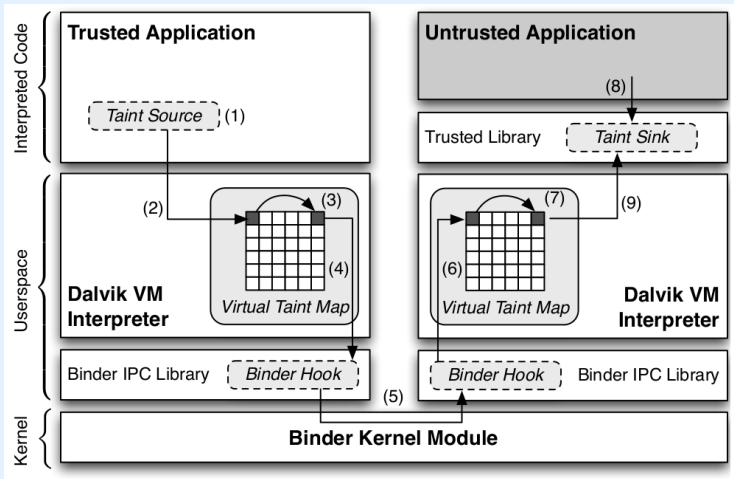 Interpreted Code
Userspace
Kernel
Trusted Application
Taint Source
(1)
(2)
(3)
(4)
Virtual Taint Map
Dalvik VM
Interpreter
Binder IPC Library
Binder Hook
(5)
Untrusted Application
(8)
Trusted Library
Taint Sink
(9)
(7)
(6)
Virtual Taint Map
Dalvik VM
Interpreter
Binder Hook
Binder IPC Library
Binder Kernel Module